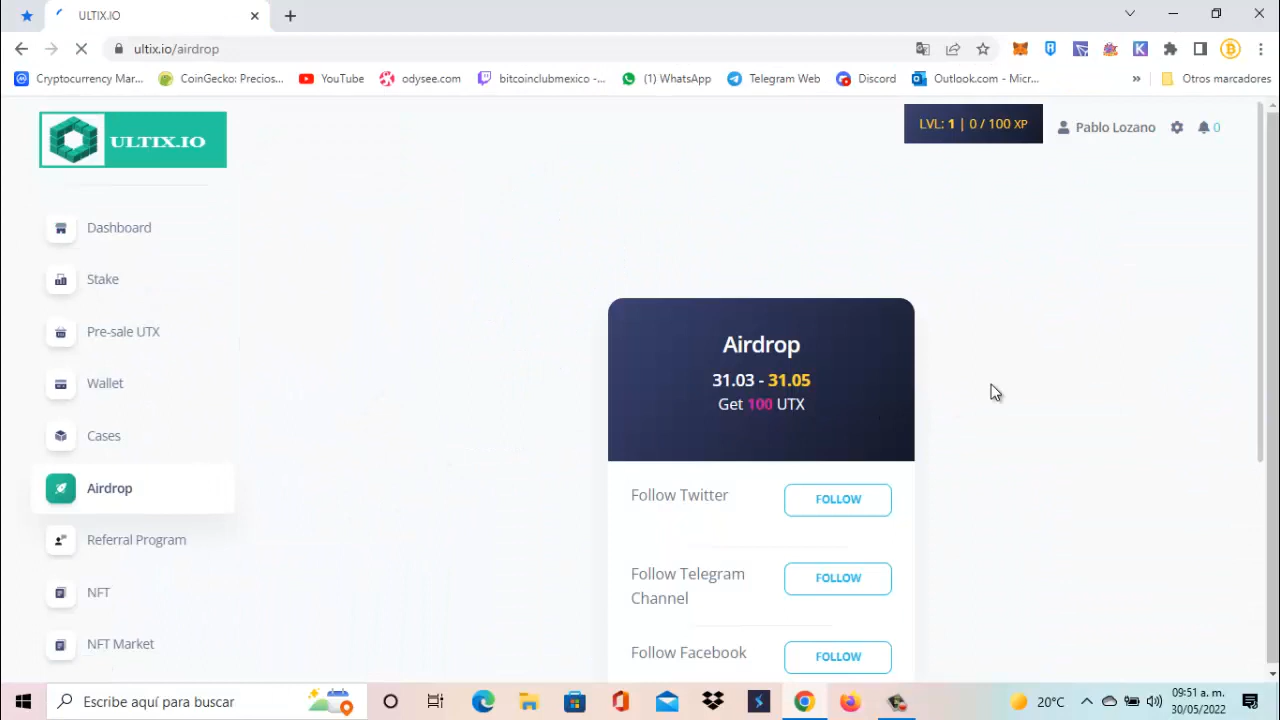 ULTIX.IO
ultix.io/airdrop
Cryptocurrency Mar...
CoinGecko: Precios...
YouTube
odysee.com
bitcoinclubmexico -...
(1) WhatsApp
Telegram Web
Discord
Outlook.com - Micr...
»
Otros marcadores
ULTIX.IO
LVL: 1 | 0 / 100 XP
Pablo Lozano
0
Dashboard
Stake
Pre-sale UTX
Wallet
Cases
Airdrop
Referral Program
NFT
NFT Market
Airdrop
31.03 - 31.05
Get 100 UTX
Follow Twitter
FOLLOW
Follow Telegram
Channel
FOLLOW
Follow Facebook
FOLLOW
Escribe aquí para buscar
20°C
09:51 a. m.
30/05/2022